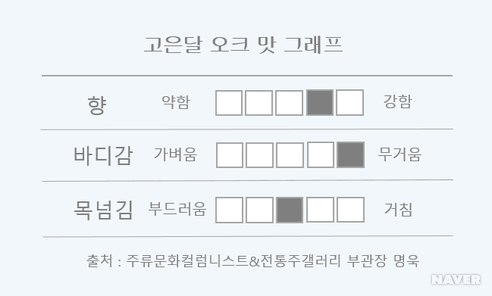 고은달 오크 맛 그래프
향 약함 강함
바디감 가벼움 무거움
목넘김 부드러움 거침
출처 : 주류문화컬럼니스트&전통주갤러리 부관장 명욱
NAVER